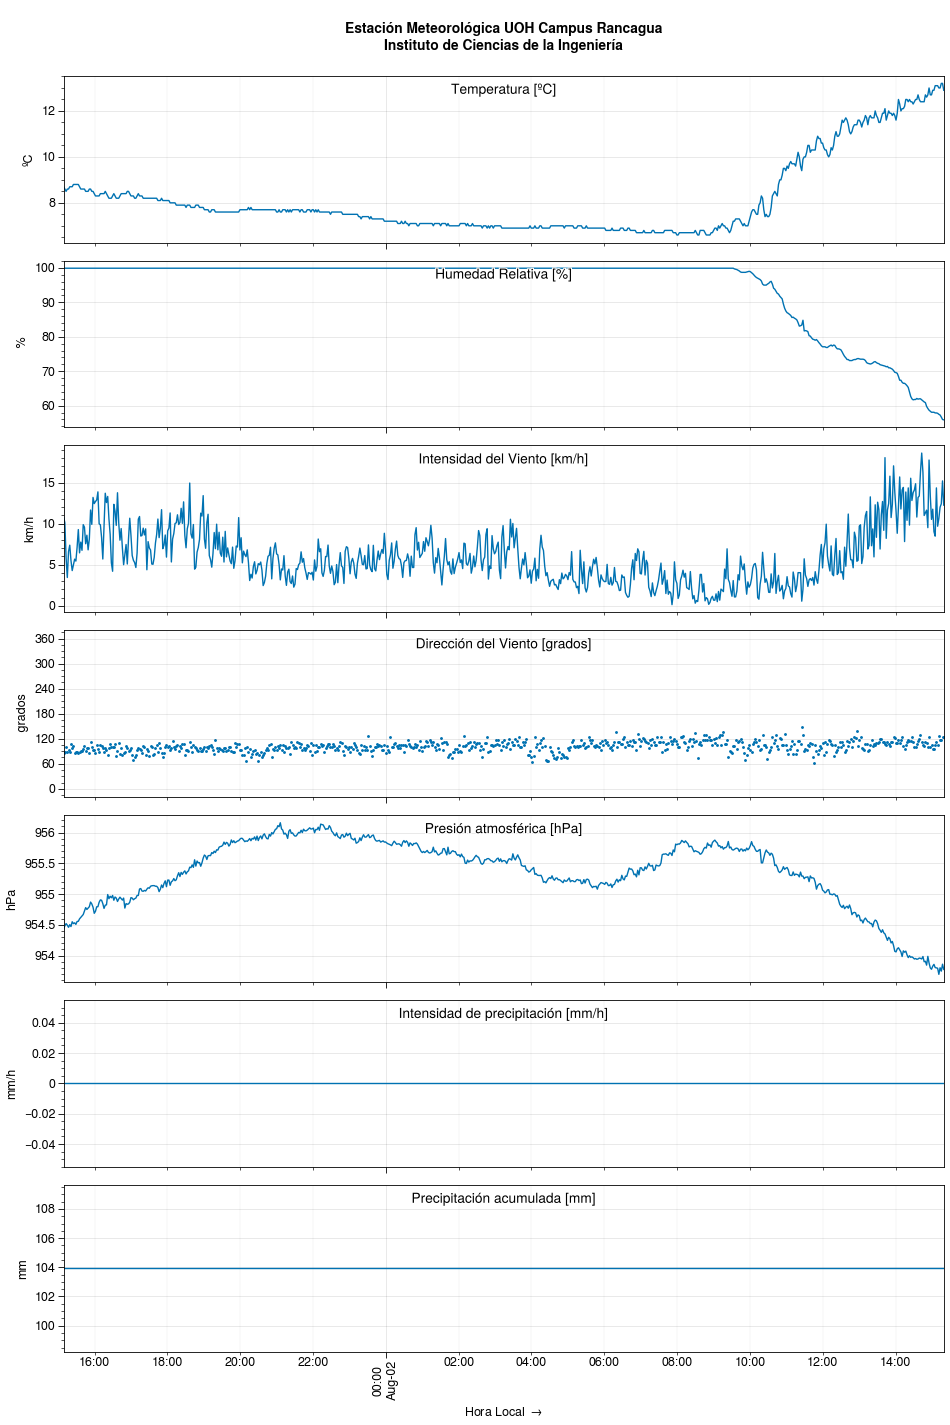 Estación Meteorológica UOH Campus Rancagua
Instituto de Ciencias de la Ingeniería
Temperatura [ºC]
ºC
12
10
8
Humedad Relativa [%]
%
100
90
80
70
60
Intensidad del Viento [km/h]
km/h
15
10
5
0
Dirección del Viento [grados]
grados
360
300
240
180
120
60
0
Presión atmosférica [hPa]
hPa
956
955.5
955
954.5
954
Intensidad de precipitación [mm/h]
mm/h
0.04
0.02
0
−0.02
−0.04
Precipitación acumulada [mm]
mm
108
106
104
102
100
16:00 18:00 20:00 22:00 00:00 02:00 04:00 06:00 08:00 10:00 12:00 14:00
Aug-02
Hora Local →